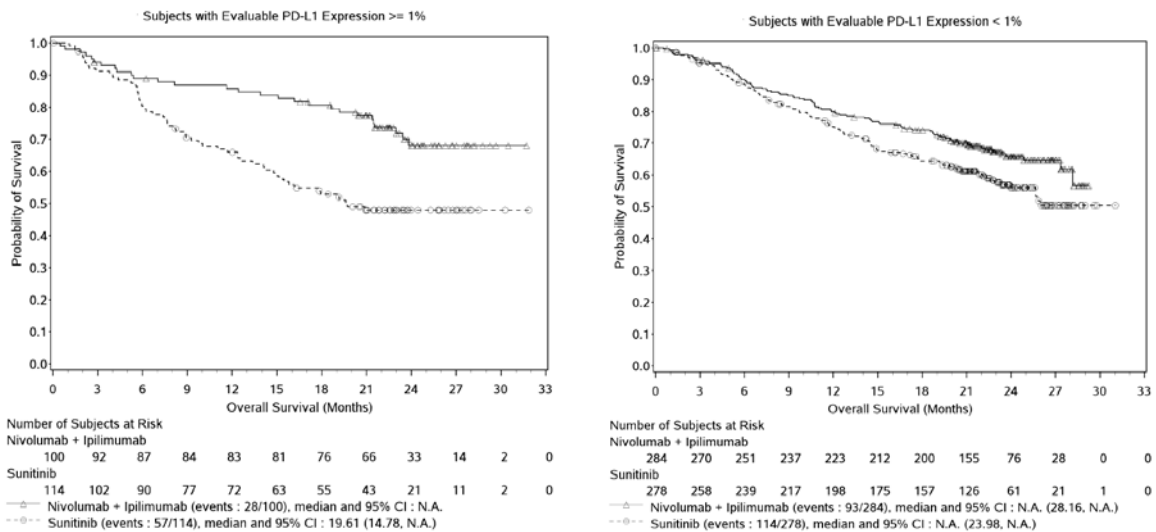 Subjects with Evaluable PD-L1 Expression >= 1%
1.0
0.9
0.8
0.7
0.6
0.5
0.4
0.3
0.2
0.1
0.0
Probability of Survival
0 3 6 9 12 15 18 21 24 27 30 33
Overall Survival (Months)
Number of Subjects at Risk
Nivolumab + Ipilimumab
100 92 87 84 83 81 76 66 33 14 2 0
Sunitinib
114 102 90 77 72 63 55 43 21 11 2 0
Nivolumab + Ipilimumab (events : 28/100), median and 95% CI : N.A.
Sunitinib (events : 57/114), median and 95% CI : 19.61 (14.78, N.A.)
Subjects with Evaluable PD-L1 Expression < 1%
1.0
0.9
0.8
0.7
0.6
0.5
0.4
0.3
0.2
0.1
0.0
Probability of Survival
0 3 6 9 12 15 18 21 24 27 30 33
Overall Survival (Months)
Number of Subjects at Risk
Nivolumab + Ipilimumab
284 270 251 237 223 212 200 155 76 28 0 0
Sunitinib
278 258 239 217 198 175 157 126 61 21 1 0
Nivolumab + Ipilimumab (events : 93/284), median and 95% CI : N.A. (28.16, N.A.)
Sunitinib (events : 114/278), median and 95% CI : N.A. (23.98, N.A.)